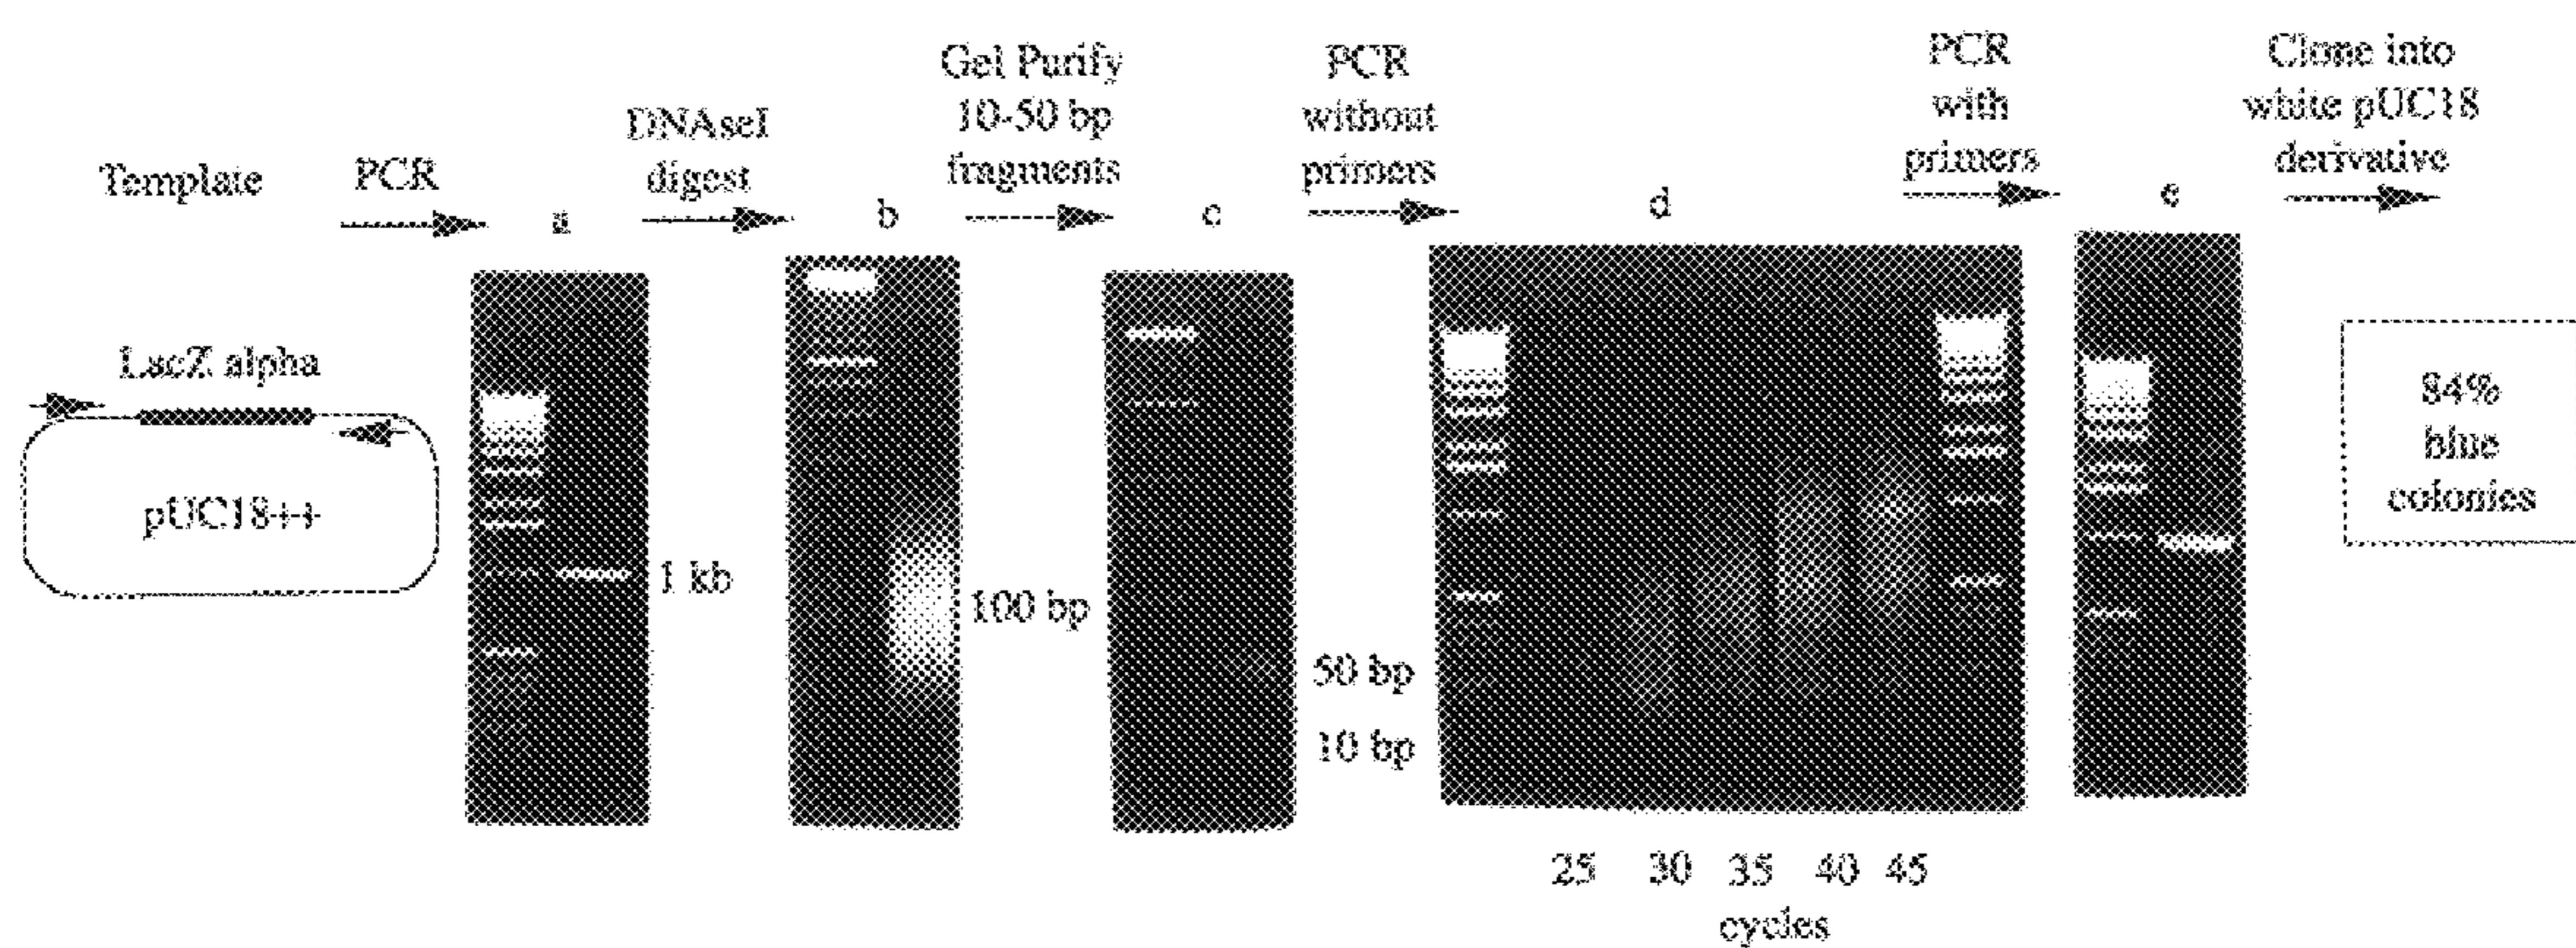 Template
PCR
a
DNAseI
digest
b
Gel Purify
10-50 bp
fragments
c
PCR
without
primers
d
PCR
with
primers
e
Clone into
white pUC18
derivative
LacZ alpha
pUC18++
1 kb
100 bp
50 bp
10 bp
84%
blue
colonies
25 30 35 40 45
cycles